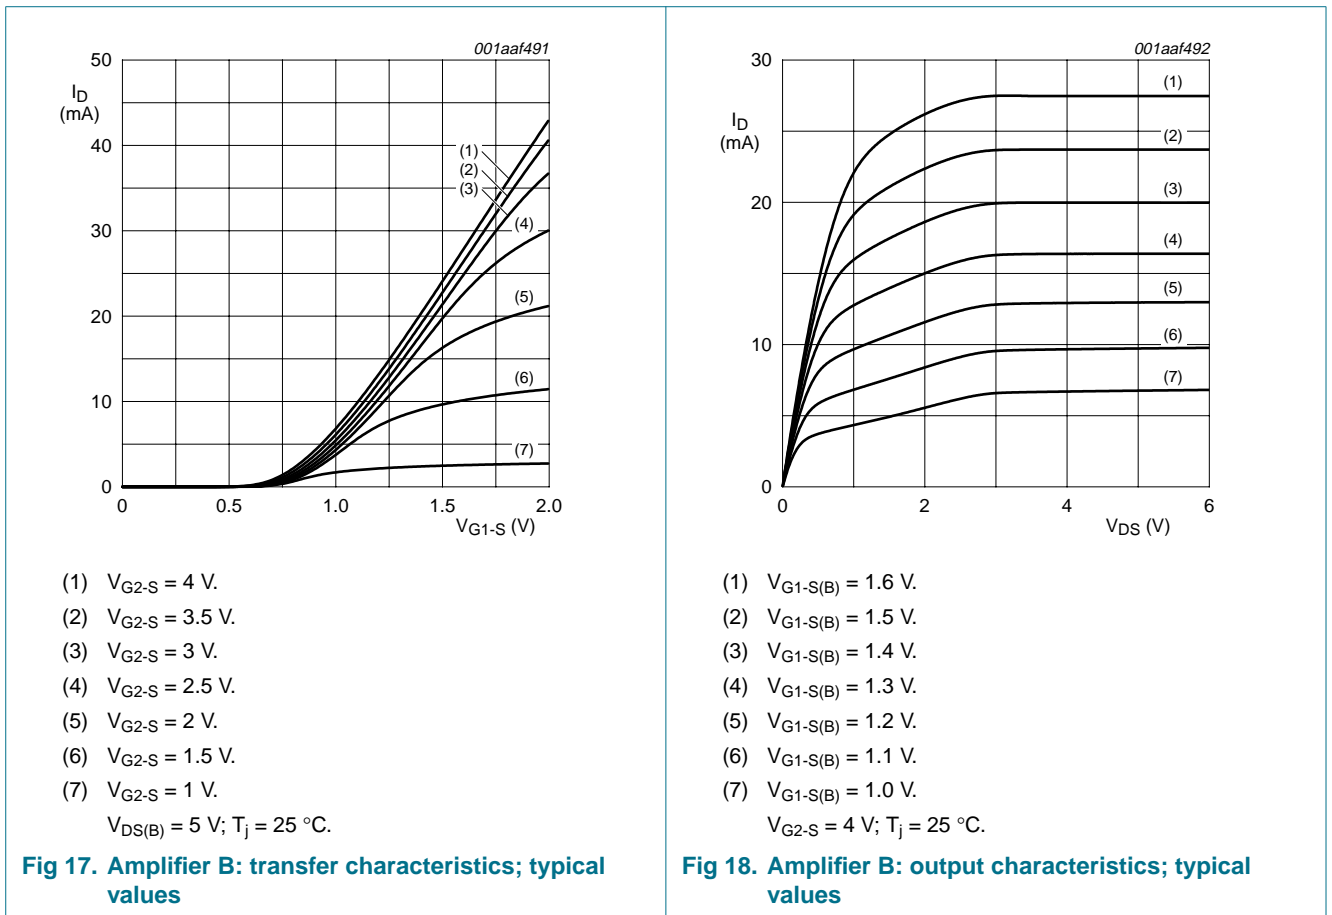 001aaf491
50
I_D
(mA)
40
30
20
10
0
(1)
(2)
(3)
(4)
(5)
(6)
(7)
0
0.5
1.0
1.5
2.0
V_G1-S (V)
(1) V_G2-S = 4 V.
(2) V_G2-S = 3.5 V.
(3) V_G2-S = 3 V.
(4) V_G2-S = 2.5 V.
(5) V_G2-S = 2 V.
(6) V_G2-S = 1.5 V.
(7) V_G2-S = 1 V.
V_DS(B) = 5 V; T_j = 25 °C.
Fig 17. Amplifier B: transfer characteristics; typical
values
001aaf492
30
I_D
(mA)
20
10
0
(1)
(2)
(3)
(4)
(5)
(6)
(7)
0
2
4
6
V_DS (V)
(1) V_G1-S(B) = 1.6 V.
(2) V_G1-S(B) = 1.5 V.
(3) V_G1-S(B) = 1.4 V.
(4) V_G1-S(B) = 1.3 V.
(5) V_G1-S(B) = 1.2 V.
(6) V_G1-S(B) = 1.1 V.
(7) V_G1-S(B) = 1.0 V.
V_G2-S = 4 V; T_j = 25 °C.
Fig 18. Amplifier B: output characteristics; typical
values